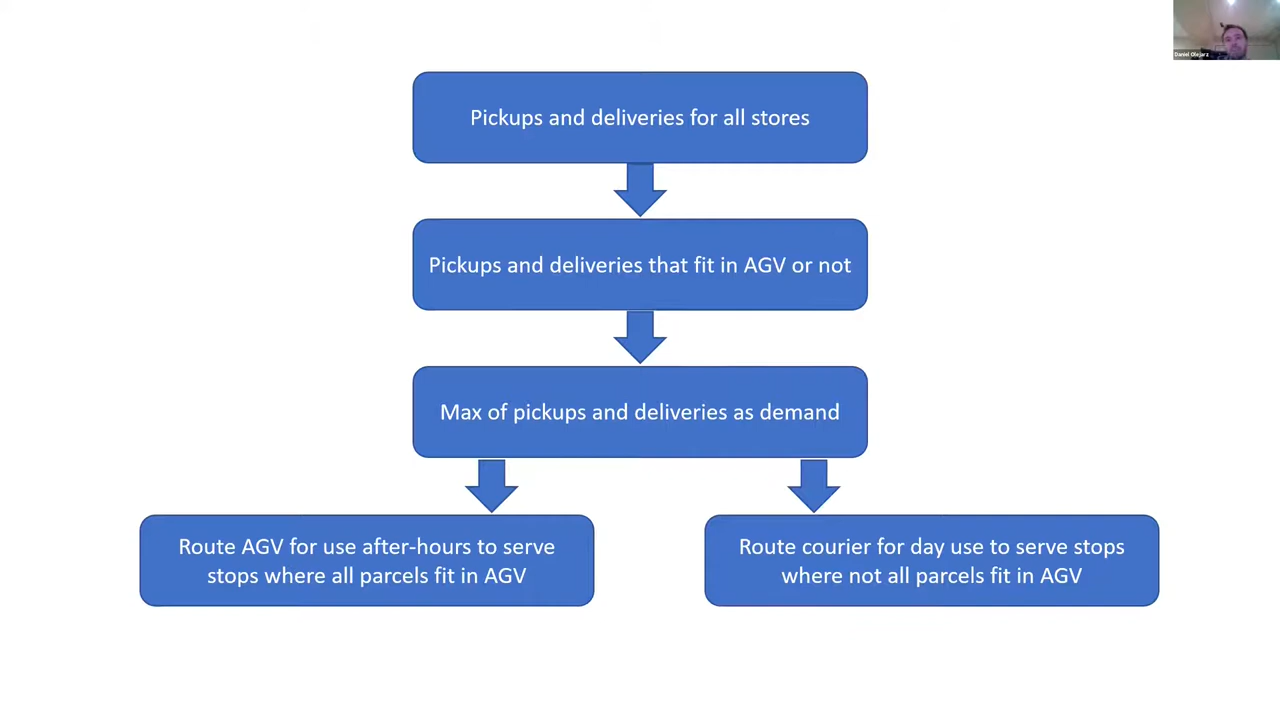 Daniel Olejarz
Pickups and deliveries for all stores
Pickups and deliveries that fit in AGV or not
Max of pickups and deliveries as demand
Route AGV for use after-hours to serve
stops where all parcels fit in AGV
Route courier for day use to serve stops
where not all parcels fit in AGV